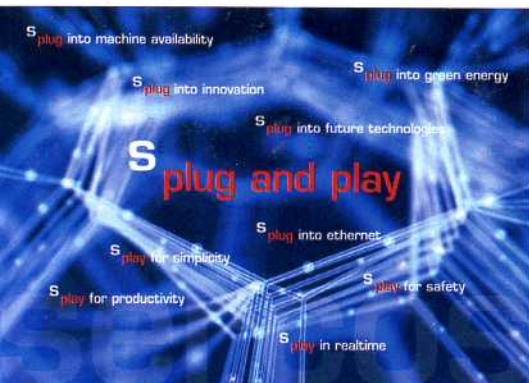 S plug into machine availability
S plug into innovation
S plug into green energy
S plug into future technologies
S plug and play
S plug into ethernet
S play for simplicity
S play for safety
S play for productivity
S play in realtime
sercos